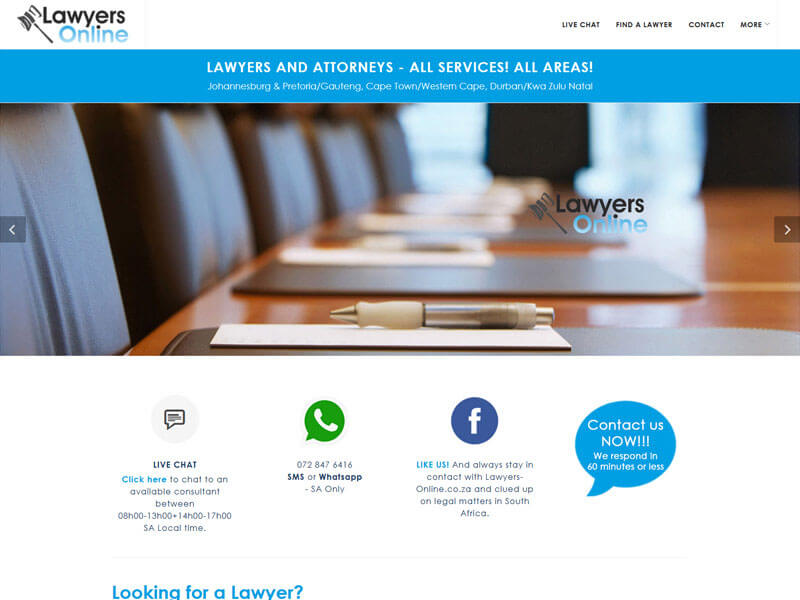 Lawyers
Online
LIVE CHAT FIND A LAWYER CONTACT MORE
LAWYERS AND ATTORNEYS - ALL SERVICES! ALL AREAS!
Johannesburg & Pretoria/Gauteng, Cape Town/Western Cape, Durban/Kwa Zulu Natal
Lawyers
Online
LIVE CHAT
Click here to chat to an
available consultant
between
08h00-13h00+14h00-17h00
SA Local time.
072 847 6416
SMS or Whatsapp
- SA Only
LIKE US! And always stay in
contact with Lawyers-
Online.co.za and clued up
on legal matters in South
Africa.
Contact us
NOW!!!
We respond in
60 minutes or less
Looking for a Lawyer?